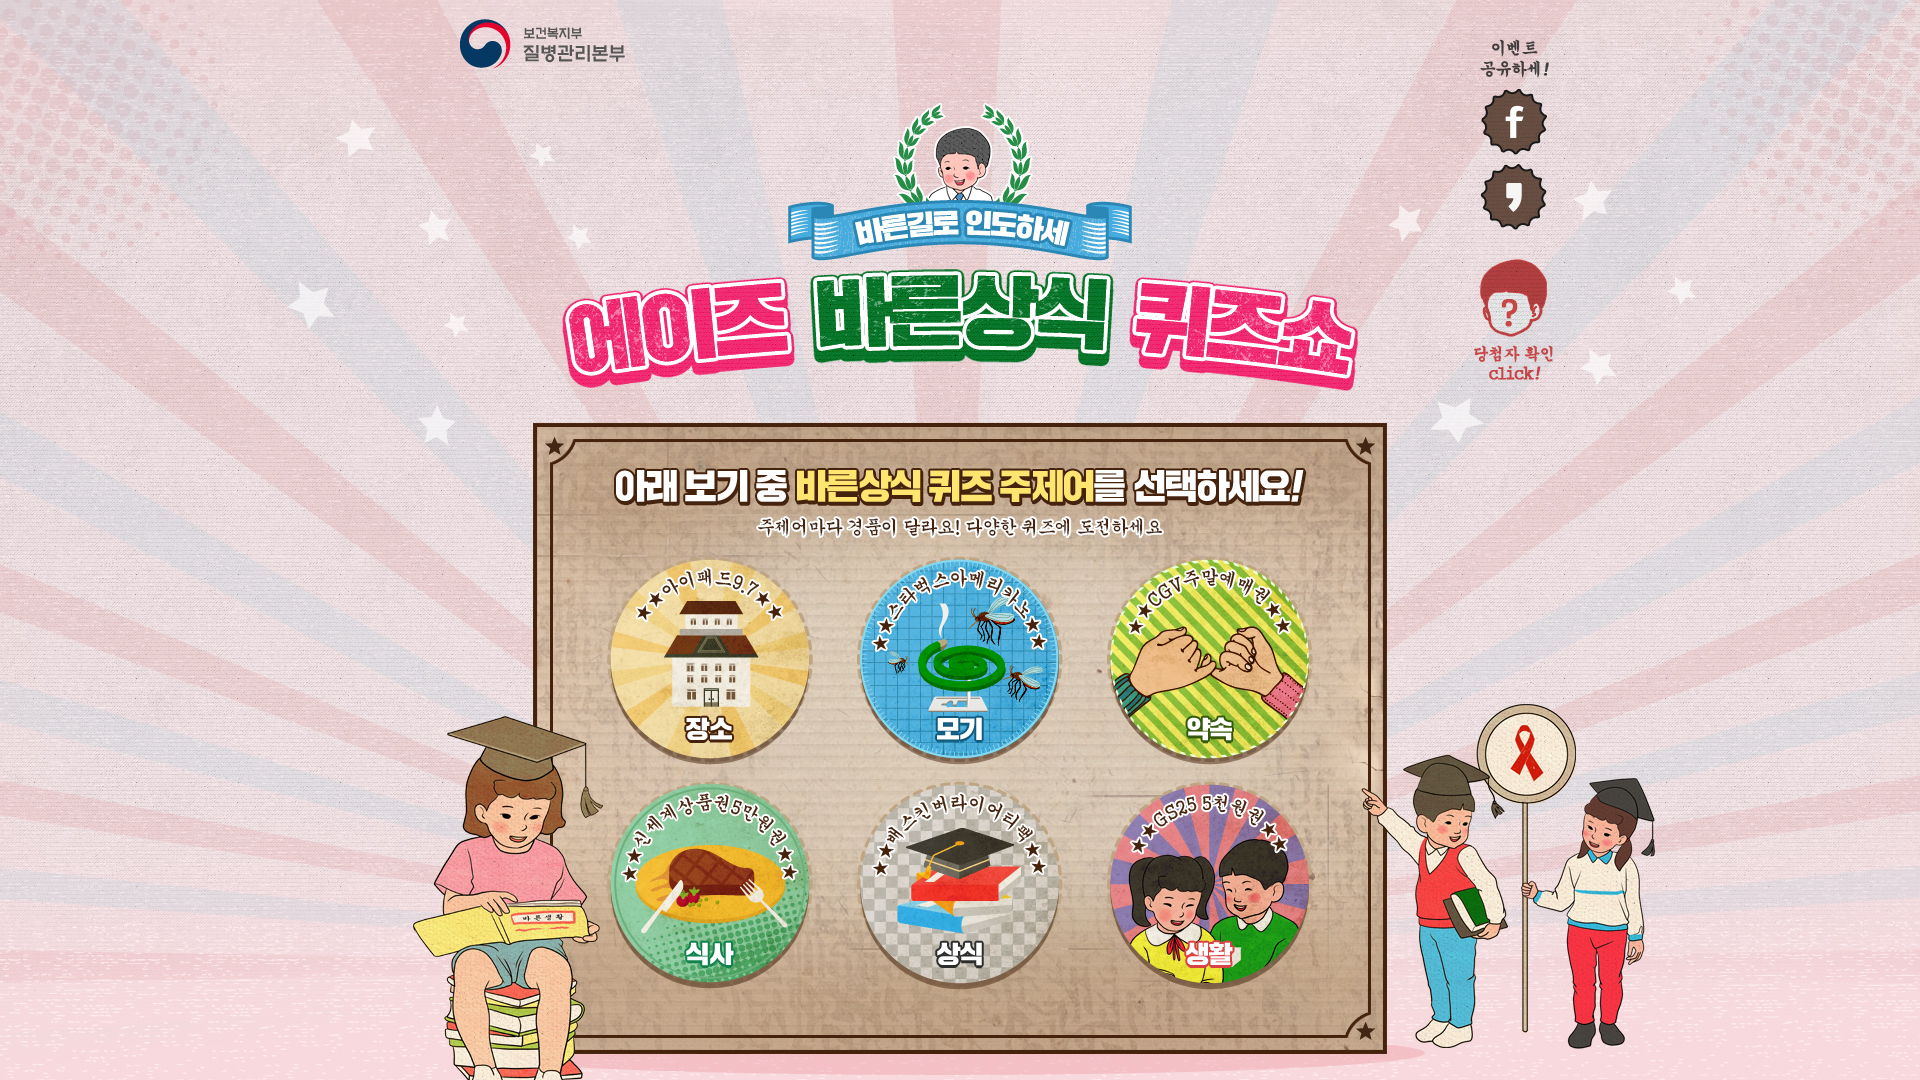 보건복지부
질병관리본부
이벤트
공유하세!
f
당첨자 확인
click!
바른길로 인도하세
에이즈 바른상식 퀴즈쇼
아래 보기 중 바른상식 퀴즈 주제어를 선택하세요!
주제어마다 경품이 달라요! 다양한 퀴즈에 도전하세요
★★아이패드9.7★★
장소
★★스타벅스아메리카노★★
모기
★★CGV주말예매권★★
약속
★★신세계상품권5만원권★★
식사
★★배스킨버라이어티팩★★
상식
★★GS25 5천원권★★
생활
바른생활